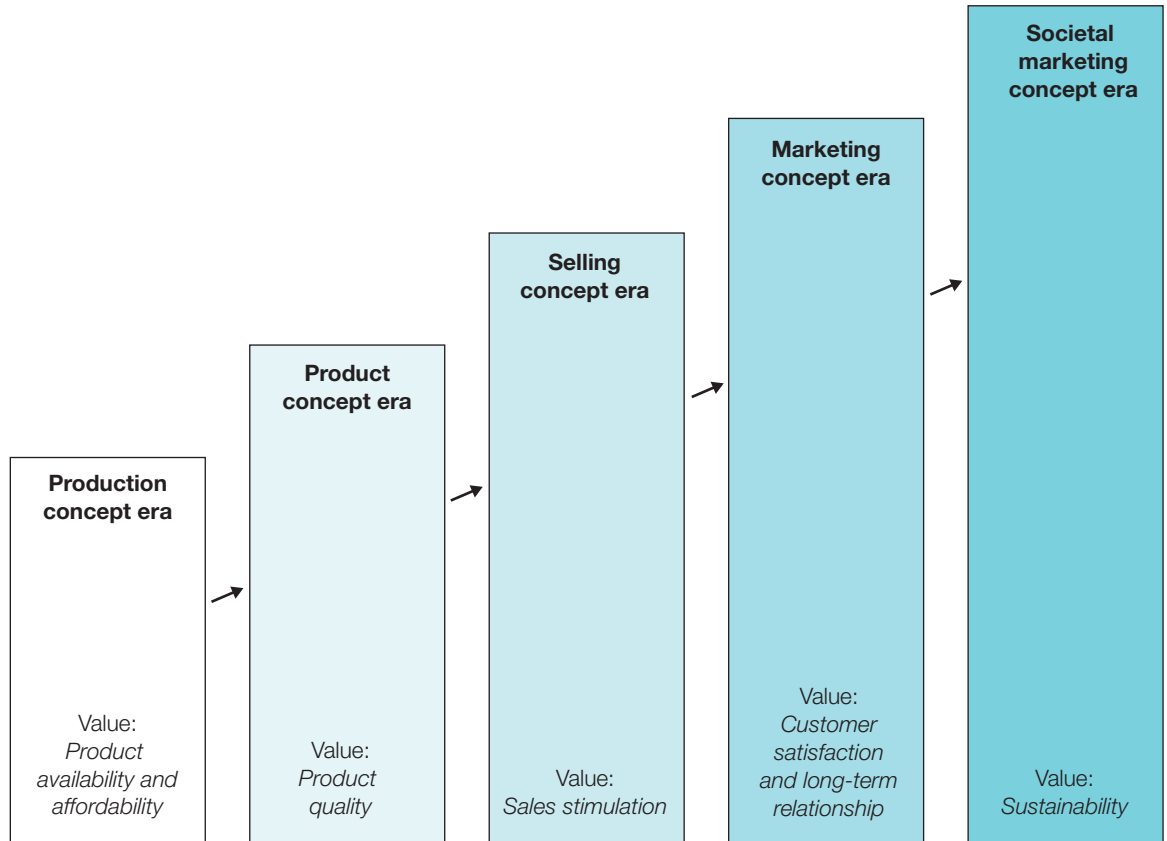 Production
concept era
Value:
Product
availability and
affordability
Product
concept era
Value:
Product
quality
Selling
concept era
Value:
Sales stimulation
Marketing
concept era
Value:
Customer
satisfaction
and long-term
relationship
Societal
marketing
concept era
Value:
Sustainability